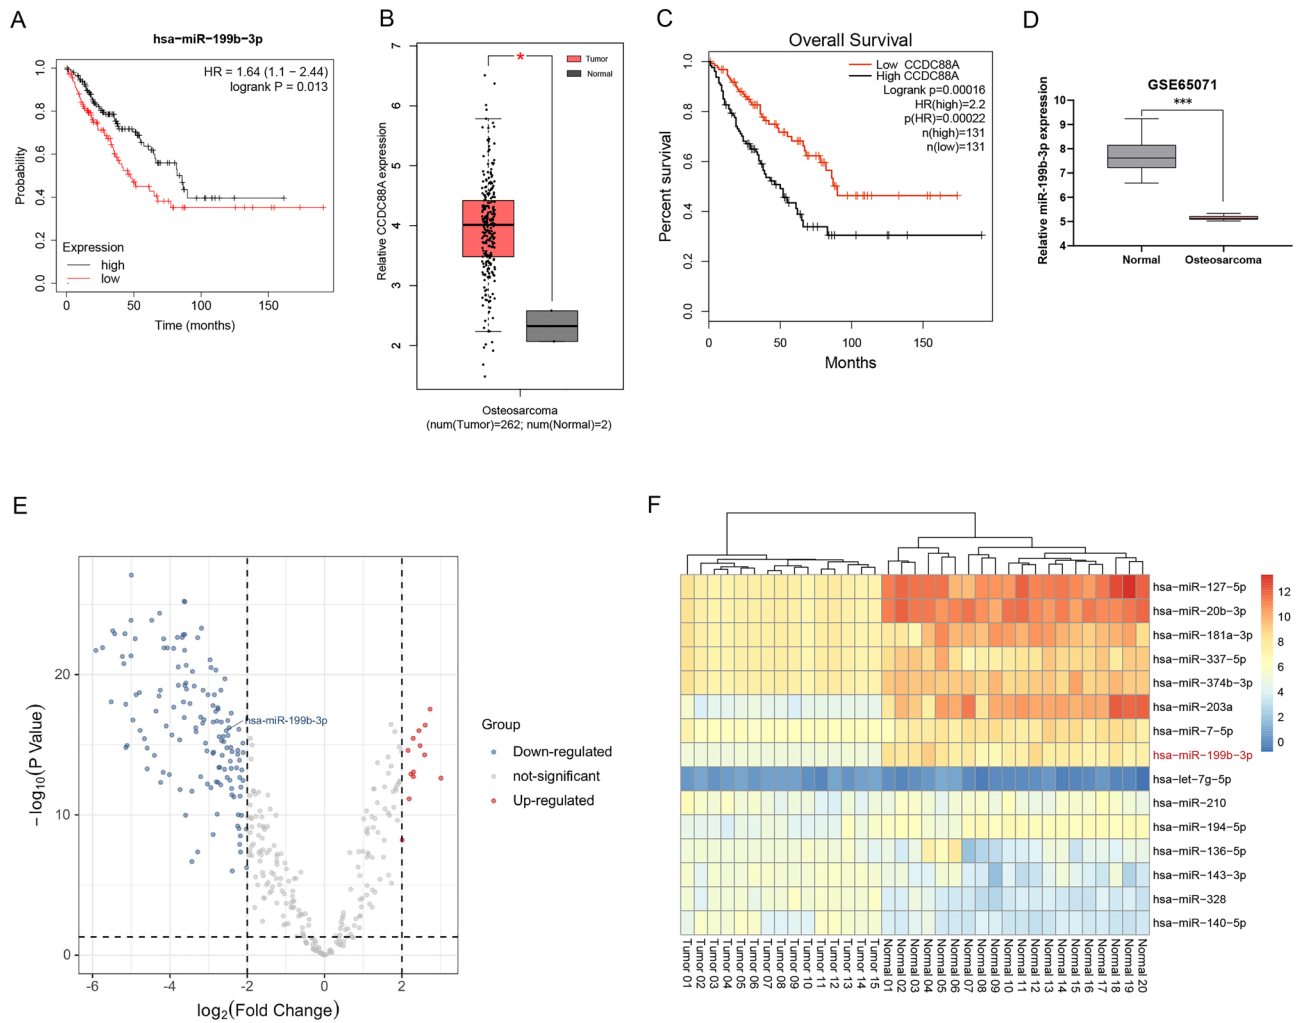 A
hsa−miR−199b−3p
HR = 1.64 (1.1 − 2.44)
logrank P = 0.013
Probability
1.0
0.8
0.6
0.4
0.2
0.0
Expression
high
low
0 50 100 150
Time (months)
B
Relative CCDC88A expression
7
6
5
4
3
2
*
Tumor
Normal
Osteosarcoma
(num(Tumor)=262; num(Normal)=2)
C
Overall Survival
Low CCDC88A
High CCDC88A
Logrank p=0.00016
HR(high)=2.2
p(HR)=0.00022
n(high)=131
n(low)=131
Percent survival
1.0
0.8
0.6
0.4
0.2
0.0
0 50 100 150
Months
D
GSE65071
***
Relative miR-199b-3p expression
10
9
8
7
6
5
4
Normal Osteosarcoma
E
−log10(P Value)
20
10
0
hsa−miR−199b−3p
-6 -4 -2 0 2
log2(Fold Change)
Group
Down-regulated
not-significant
Up-regulated
F
hsa−miR−127−5p
hsa−miR−20b−3p
hsa−miR−181a−3p
hsa−miR−337−5p
hsa−miR−374b−3p
hsa−miR−203a
hsa−miR−7−5p
hsa−miR−199b−3p
hsa−let−7g−5p
hsa−miR−210
hsa−miR−194−5p
hsa−miR−136−5p
hsa−miR−143−3p
hsa−miR−328
hsa−miR−140−5p
12
10
8
6
4
2
0
Tumor 01
Tumor 02
Tumor 03
Tumor 04
Tumor 05
Tumor 06
Tumor 07
Tumor 08
Tumor 09
Tumor 10
Tumor 11
Tumor 12
Tumor 13
Tumor 14
Tumor 15
Normal 01
Normal 02
Normal 03
Normal 04
Normal 05
Normal 06
Normal 07
Normal 08
Normal 09
Normal 10
Normal 11
Normal 12
Normal 13
Normal 14
Normal 15
Normal 16
Normal 17
Normal 18
Normal 19
Normal 20